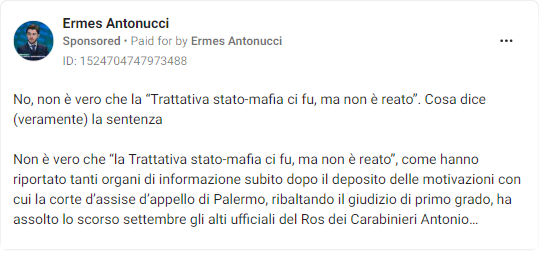 Ermes Antonucci
Sponsored • Paid for by Ermes Antonucci
ID: 1524704747973488
No, non è vero che la “Trattativa stato-mafia ci fu, ma non è reato”. Cosa dice
(veramente) la sentenza
Non è vero che “la Trattativa stato-mafia ci fu, ma non è reato”, come hanno
riportato tanti organi di informazione subito dopo il deposito delle motivazioni con
cui la corte d’assise d’appello di Palermo, ribaltando il giudizio di primo grado, ha
assolto lo scorso settembre gli alti ufficiali del Ros dei Carabinieri Antonio...